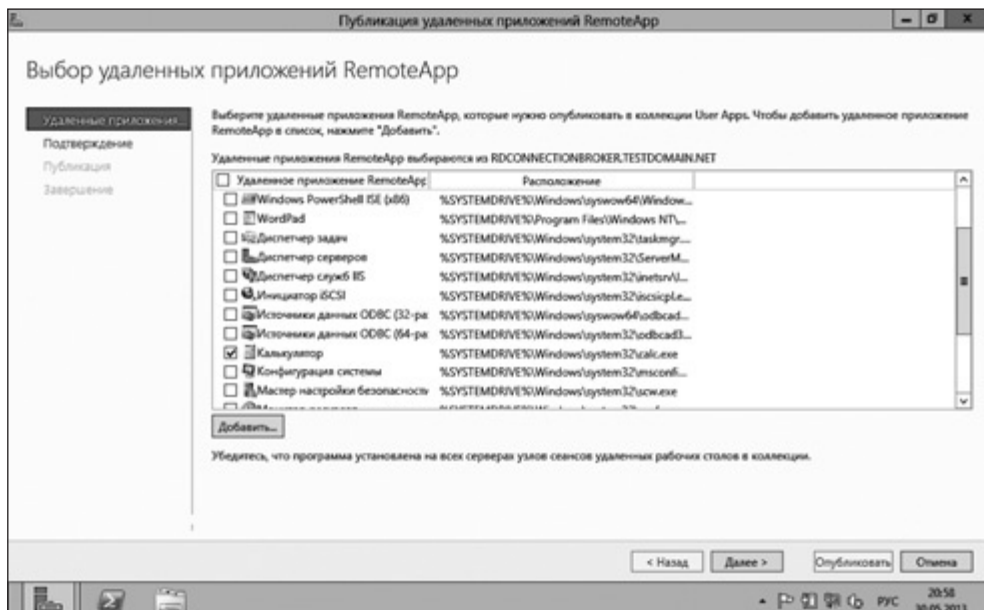 Публикация удаленных приложений RemoteApp
Выбор удаленных приложений RemoteApp
Удаленные приложения...
Подтверждение
Публикация
Завершение
Выберите удаленные приложения RemoteApp, которые нужно опубликовать в коллекции User Apps. Чтобы добавить удаленное приложение
RemoteApp в список, нажмите "Добавить".
Удаленные приложения RemoteApp выбираются из RDCONNECTIONBROKER.TESTDOMAIN.NET
Удаленное приложение RemoteApp Расположение
Windows PowerShell ISE (x86) %SYSTEMDRIVE%\Windows\syswow64\Window...
WordPad %SYSTEMDRIVE%\Program Files\Windows NT\...
Диспетчер задач %SYSTEMDRIVE%\Windows\system32\taskmgr....
Диспетчер серверов %SYSTEMDRIVE%\Windows\system32\ServerM...
Диспетчер служб IIS %SYSTEMDRIVE%\Windows\system32\inetsrv\I...
Инициатор iSCSI %SYSTEMDRIVE%\Windows\system32\iscsicpl.e...
Источники данных ODBC (32-ра %SYSTEMDRIVE%\Windows\syswow64\odbcad...
Источники данных ODBC (64-ра %SYSTEMDRIVE%\Windows\system32\odbcad3...
Калькулятор %SYSTEMDRIVE%\Windows\system32\calc.exe
Конфигурация системы %SYSTEMDRIVE%\Windows\system32\msconfi...
Мастер настройки безопасности %SYSTEMDRIVE%\Windows\system32\scw.exe
Добавить...
Убедитесь, что программа установлена на всех серверах узлов сеансов удаленных рабочих столов в коллекции.
< Назад Далее > Опубликовать Отмена
РУС 20:58
30.05.2013